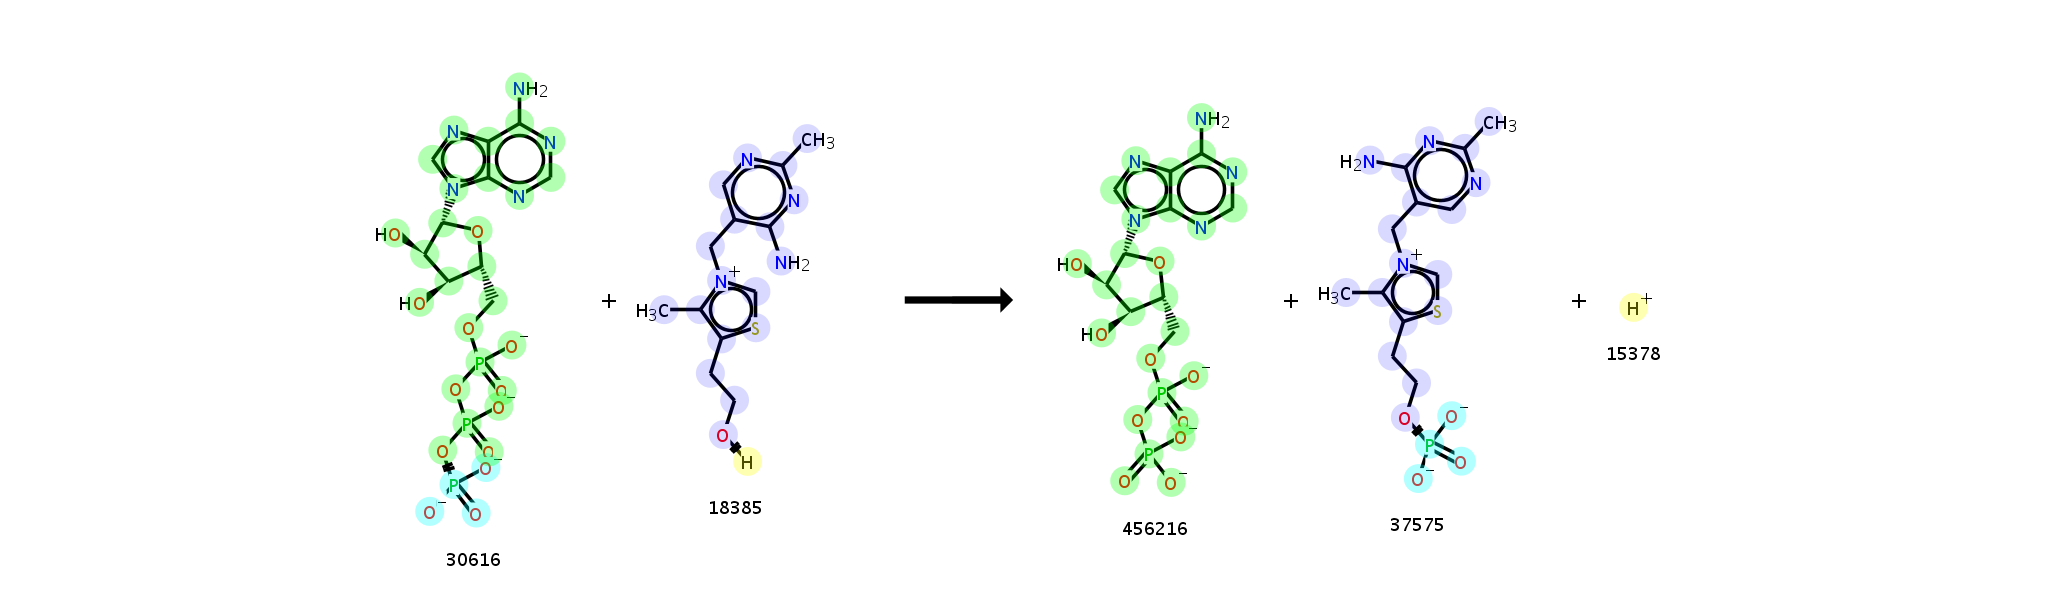 NH2
N
N
N
N
HO
O
HO
O
O−
P
O
O
O−
P
O
O
O−
P
O−
O
30616
+
CH3
N
N
NH2
N+
H3C
S
O
H
18385
NH2
N
N
N
N
HO
O
HO
O
O−
P
O
O
O−
P
O
O−
456216
+
CH3
N
H2N
N
N+
H3C
S
O
O−
P
O
O−
37575
+
H+
15378